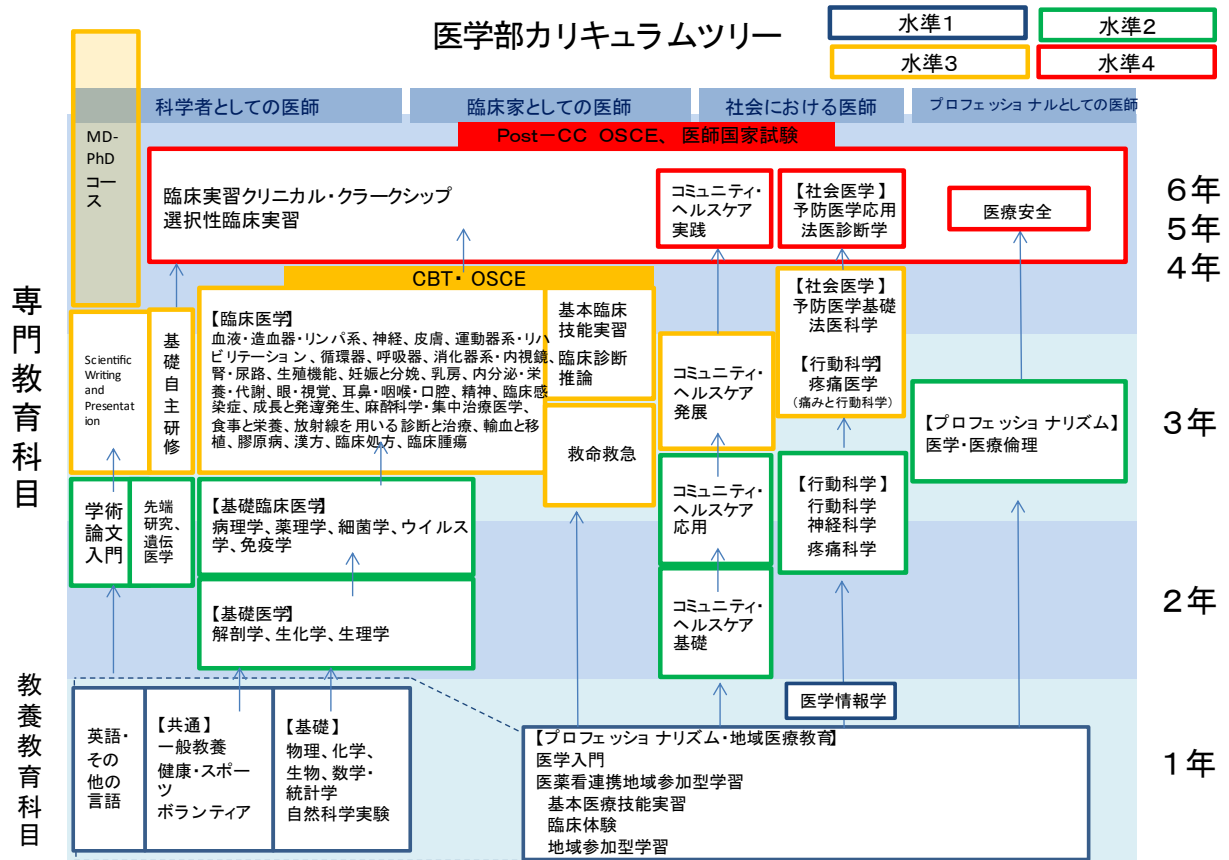 医学部カリキュラムツリー
水準1
水準2
水準3
水準4
科学者としての医師
臨床家としての医師
社会における医師
プロフェッショナルとしての医師
MD-
PhD
コー
ス
Post－CC OSCE、医師国家試験
臨床実習クリニカル・クラークシップ
選択性臨床実習
コミュニティ・
ヘルスケア
実践
【社会医学】
予防医学応用
法医診断学
医療安全
6年
5年
4年
専門教育科目
CBT・OSCE
Scientific
Writing
and
Presentat
ion
基礎自主研修
【臨床医学】
血液・造血器・リンパ系、神経、皮膚、運動器系・リハ
ビリテーション、循環器、呼吸器、消化器系・内視鏡、
腎・尿路、生殖機能、妊娠と分娩、乳房、内分泌・栄
養・代謝、眼・視覚、耳鼻・咽喉・口腔、精神、臨床感
染症、成長と発達発生、麻酔科学・集中治療医学、
食事と栄養、放射線を用いる診断と治療、輸血と移
植、膠原病、漢方、臨床処方、臨床腫瘍
基本臨床
技能実習
臨床診断
推論
救命救急
コミュニティ・
ヘルスケア
発展
【社会医学】
予防医学基礎
法医科学
【行動科学】
疼痛医学
（痛みと行動科学）
【プロフェッショナリズム】
医学・医療倫理
3年
学術
論文
入門
先端
研究、
遺伝
医学
【基礎臨床医学】
病理学、薬理学、細菌学、ウイルス
学、免疫学
コミュニティ・
ヘルスケア
応用
【行動科学】
行動科学
神経科学
疼痛科学
【基礎医学】
解剖学、生化学、生理学
コミュニティ・
ヘルスケア
基礎
2年
教養教育科目
英語・
その
他の
言語
【共通】
一般教養
健康・スポー
ツ
ボランティア
【基礎】
物理、化学、
生物、数学・
統計学
自然科学実験
医学情報学
【プロフェッショナリズム・地域医療教育】
医学入門
医薬看連携地域参加型学習
基本医療技能実習
臨床体験
地域参加型学習
1年